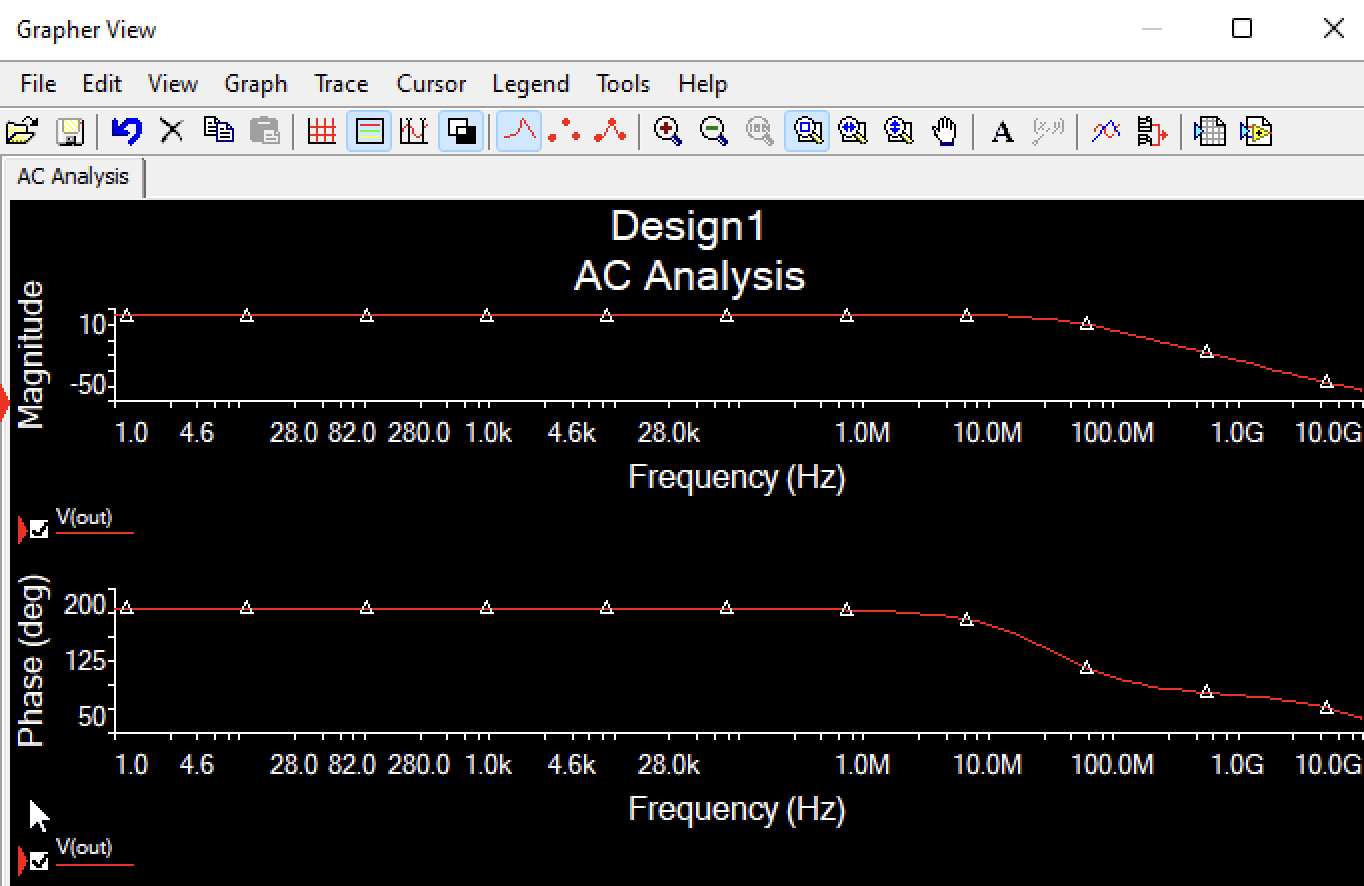 Grapher View
File Edit View Graph Trace Cursor Legend Tools Help
AC Analysis
Design1
AC Analysis
Magnitude
10
-50
1.0 4.6 28.0 82.0 280.0 1.0k 4.6k 28.0k 1.0M 10.0M 100.0M 1.0G 10.0G
Frequency (Hz)
V(out)
Phase (deg)
200
125
50
1.0 4.6 28.0 82.0 280.0 1.0k 4.6k 28.0k 1.0M 10.0M 100.0M 1.0G 10.0G
Frequency (Hz)
V(out)